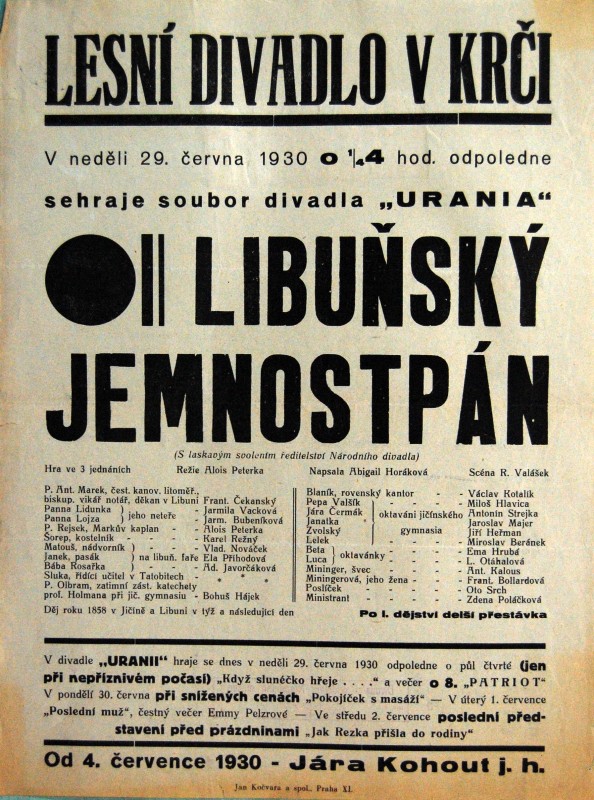 LESNÍ DIVADLO V KRČI
V neděli 29. června 1930 o ¼4 hod. odpoledne
sehraje soubor divadla „URANIA“
LIBUŇSKÝ
JEMNOSTPÁN
(S laskavým svolením ředitelství Národního divadla)
Hra ve 3 jednáních Režie Alois Peterka Napsala Abigail Horáková Scéna R. Valášek
P. Ant. Marek, čest. kanov. litoměř.,
biskup. vikář notář, děkan v Libuni Frant. Čekanský
Panna Lidunka } jeho neteře - Jarmila Vacková
Panna Lojza - Jarm. Bubeníková
P. Rejsek, Markův kaplan - - Alois Peterka
Šorep, kostelník - - - - Karel Režný
Matouš, nádvorník } - Vlad. Nováček
Janek, pasák } na libuň. faře Ela Příhodová
Bába Rosařka } - Ad. Javorčáková
Sluka, řídící učitel v Tatobitech - * * *
P. Olbram, zatímní zást. katechety
prof. Holmana při jič. gymnasiu - Bohuš Hájek
Blaník, rovenský kantor - - Václav Kotalík
Pepa Valšík } - - Miloš Hlavica
Jára Čermák } oktaváni jičínského Antonín Strejka
Janatka } - - Jaroslav Majer
Zvolský } gymnasia - Jiří Heřman
Lelek } - - - - Miroslav Beránek
Beta } oktavánky - - Ema Hrubá
Luca - - L. Otáhalová
Mininger, švec - - - - Ant. Kalous
Miningerová, jeho žena - - - Frant. Bollardová
Poslíček - - - - - Oto Srch
Ministrant - - - - - Zdena Poláčková
Děj roku 1858 v Jičíně a Libuni v týž a následující den Po I. dějství delší přestávka
V divadle „URANII“ hraje se dnes v neděli 29. června 1930 odpoledne o půl čtvrté (jen
při nepříznivém počasí) „Když slunéčko hřeje . . . .“ a večer o 8. „PATRIOT“
V pondělí 30. června při snížených cenách „Pokojíček s masáží“ — V úterý 1. července
„Poslední muž“, čestný večer Emmy Pelzrové — Ve středu 2. července poslední před-
stavení před prázdninami „Jak Rezka přišla do rodiny“
Od 4. července 1930 - Jára Kohout j. h.
Jan Kočvara a spol., Praha XI.